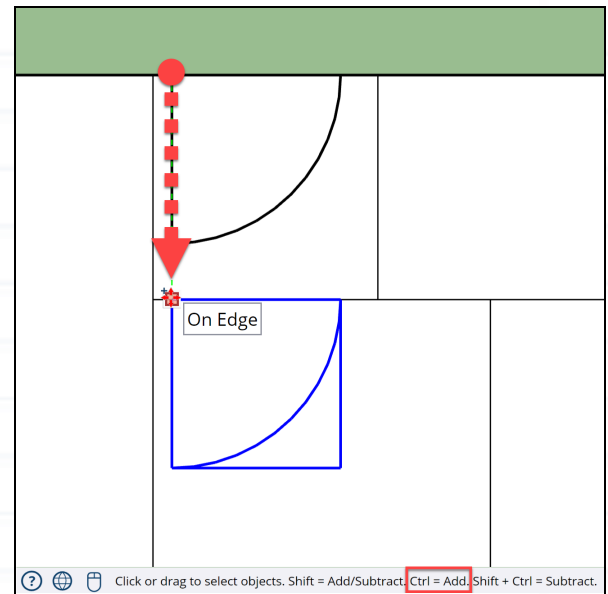 On Edge
Click or drag to select objects. Shift = Add/Subtract. Ctrl = Add. Shift + Ctrl = Subtract.